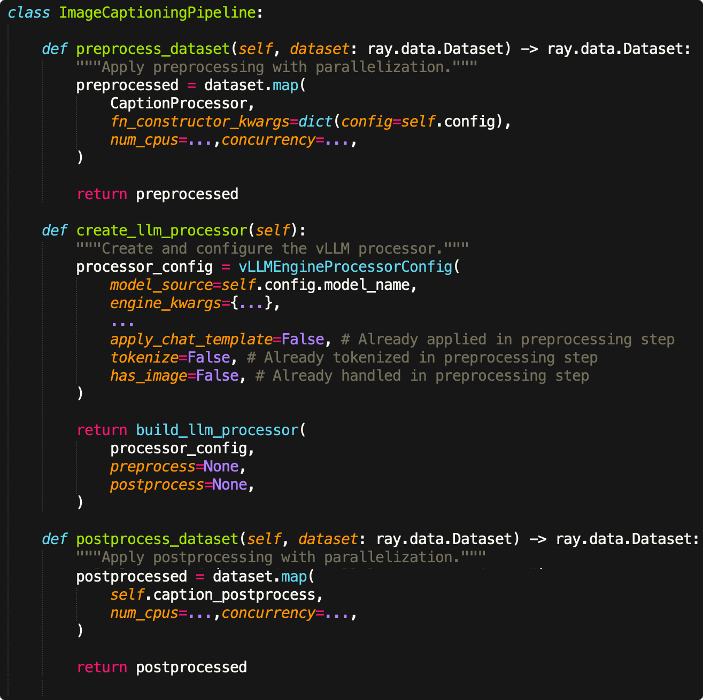 class ImageCaptioningPipeline:
def preprocess_dataset(self, dataset: ray.data.Dataset) -> ray.data.Dataset:
"""Apply preprocessing with parallelization."""
preprocessed = dataset.map(
CaptionProcessor,
fn_constructor_kwargs=dict(config=self.config),
num_cpus=...,concurrency=...,
)
return preprocessed
def create_llm_processor(self):
"""Create and configure the vLLM processor."""
processor_config = vLLMEngineProcessorConfig(
model_source=self.config.model_name,
engine_kwargs={...},
...
apply_chat_template=False, # Already applied in preprocessing step
tokenize=False, # Already tokenized in preprocessing step
has_image=False, # Already handled in preprocessing step
)
return build_llm_processor(
processor_config,
preprocess=None,
postprocess=None,
)
def postprocess_dataset(self, dataset: ray.data.Dataset) -> ray.data.Dataset:
"""Apply postprocessing with parallelization."""
postprocessed = dataset.map(
self.caption_postprocess,
num_cpus=...,concurrency=...,
)
return postprocessed